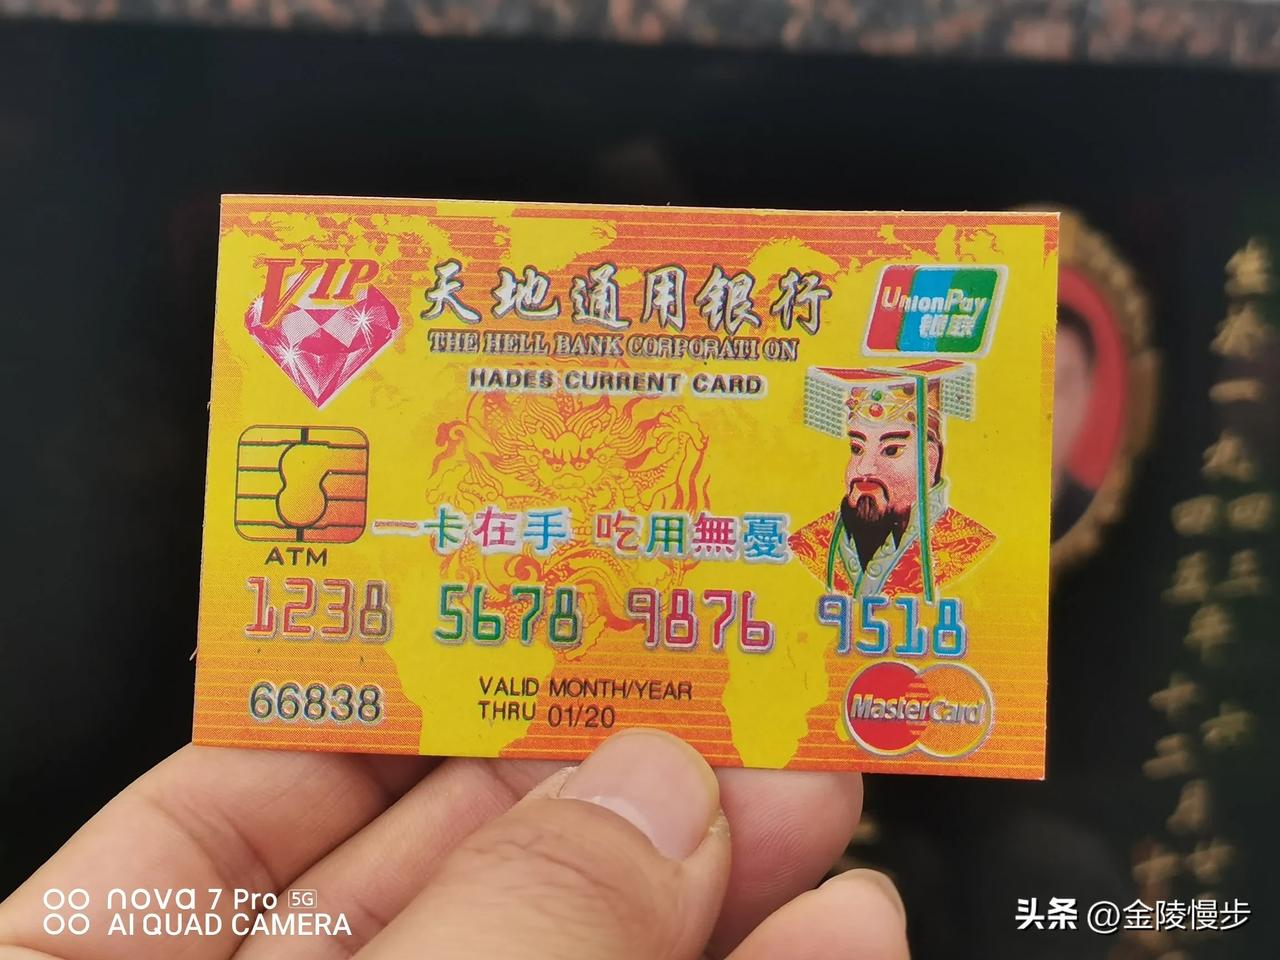 VIP
天地通用银行
THE HELL BANK CORPORATI ON
HADES CURRENT CARD
UnionPay
银联
ATM
一卡在手 吃用無憂
1238 5678 9876 9518
66838
VALID MONTH/YEAR
THRU 01/20
MasterCard
nova 7 Pro 5G
AI QUAD CAMERA
头条 @金陵慢步